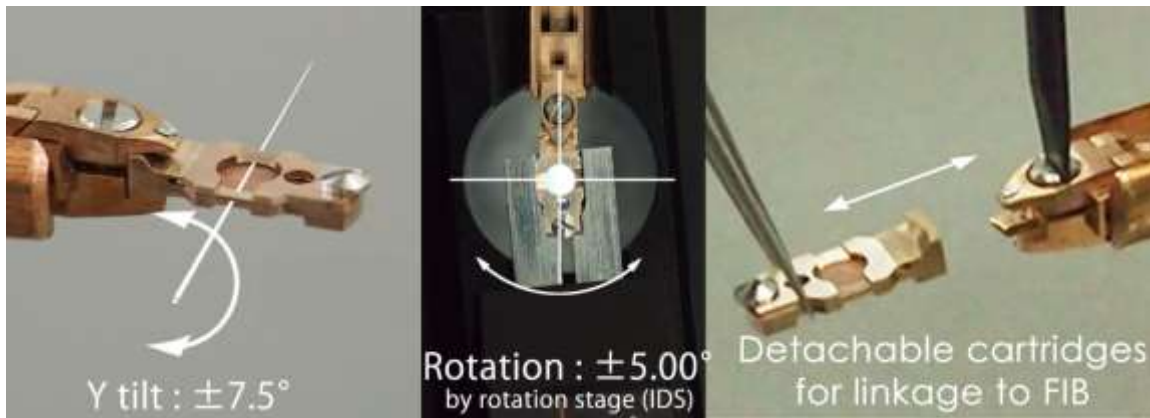 Y tilt : ±7.5°
Rotation : ±5.00°
by rotation stage (IDS)
Detachable cartridges
for linkage to FIB